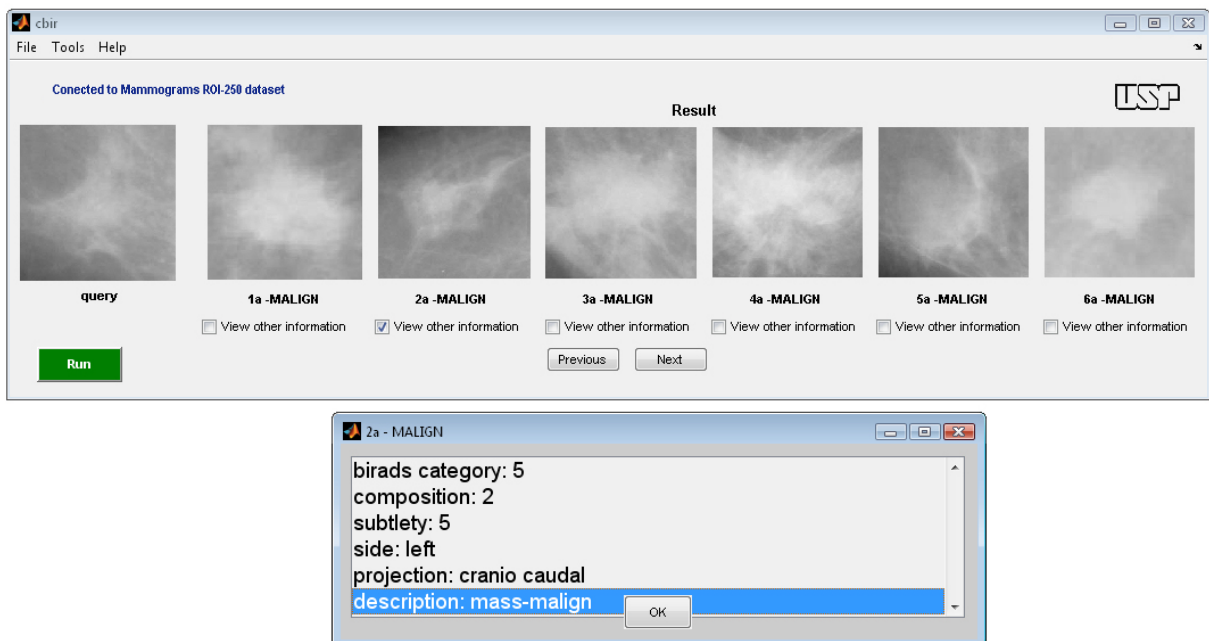 cbir
File Tools Help
Conected to Mammograms ROI-250 dataset
USP
Result
query
1a -MALIGN
2a -MALIGN
3a -MALIGN
4a -MALIGN
5a -MALIGN
6a -MALIGN
View other information
View other information
View other information
View other information
View other information
View other information
Run
Previous
Next
2a - MALIGN
birads category: 5
composition: 2
subtlety: 5
side: left
projection: cranio caudal
description: mass-malign
OK